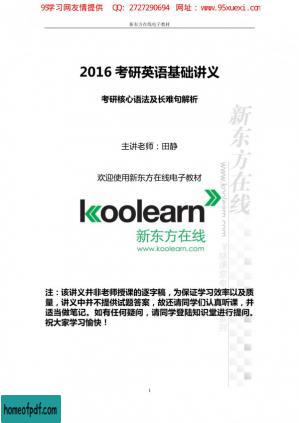 95学习网友情提供 QQ: 2727290694 网址: www.95xuexi.cn
新东方在线电子教材
2016 考研英语基础讲义
考研核心语法及长难句解析
主讲老师：田静
欢迎使用新东方在线电子教材
koolearn
新东方在线
www.koolearn.com
新东方在线
www.koolearn.com
注：该讲义并非老师授课的逐字稿，为保证学习效率以及质
量，讲义中并不提供试题答案，故还请同学们认真听课，并
适当做笔记。如有任何疑问，请同学登陆知识堂进行提问。
祝大家学习愉快！
1
homeofpdf.com